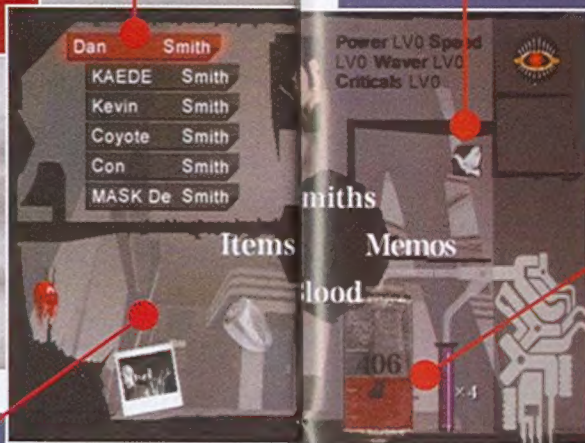 Dan Smith
KAEDE Smith
Kevin Smith
Coyote Smith
Con Smith
MASK De Smith
Power LV0 Speed
LV0 Waver LV0
Criticals LV0
miths
Items
Memos
lood
106
×4